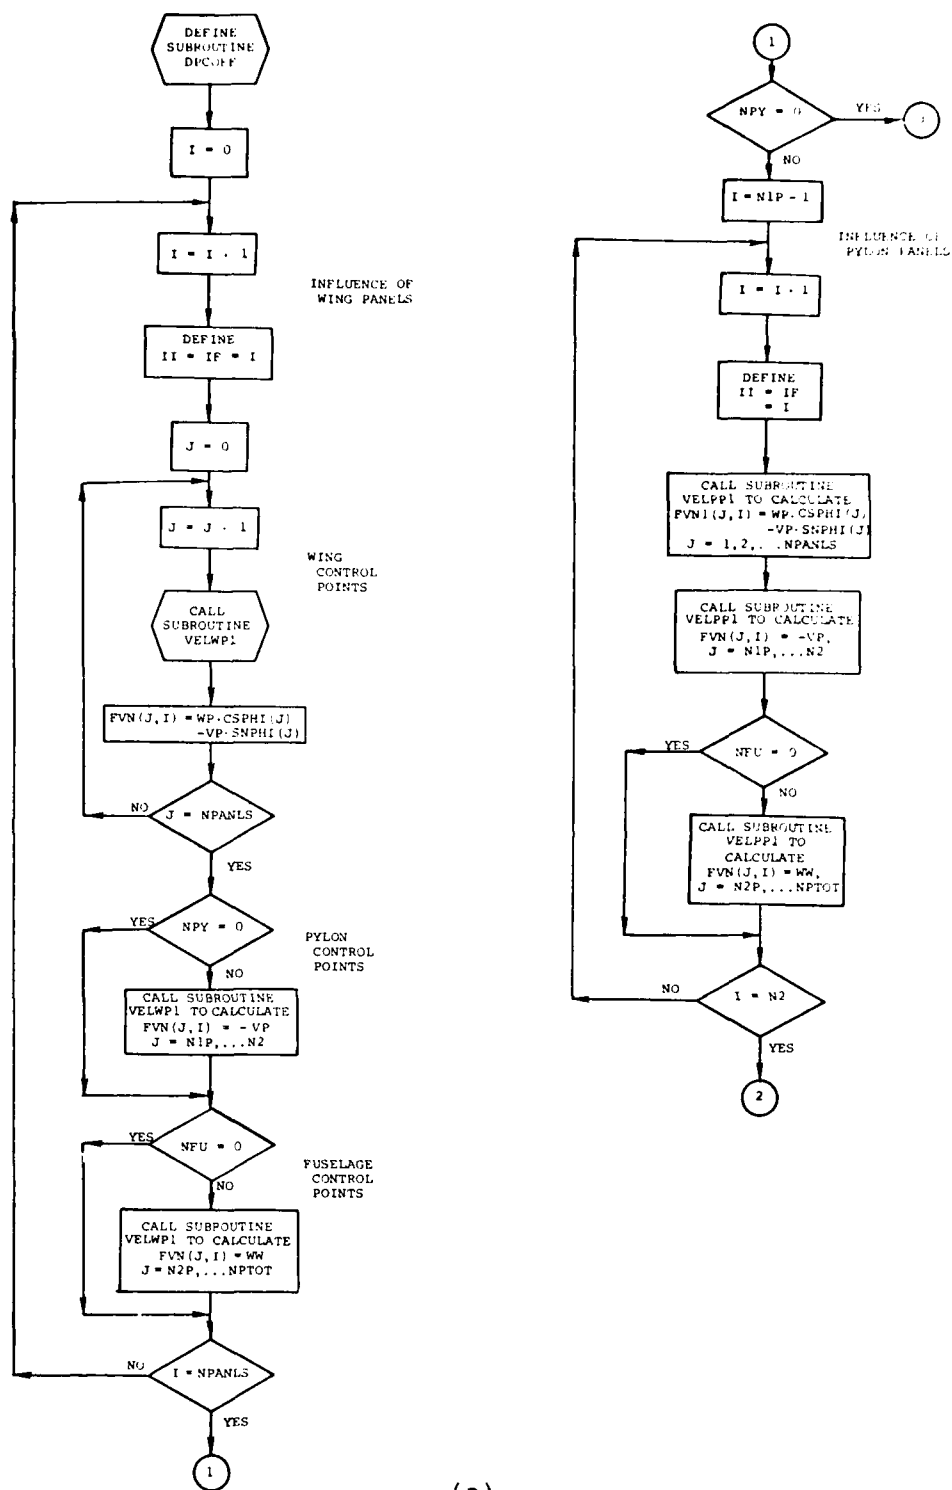 DEFINE
SUBROUTINE
DPCOFF
I = 0
I = I · 1
INFLUENCE OF
WING PANELS
DEFINE
II = IF = I
J = 0
J = J · 1
WING
CONTROL
POINTS
CALL
SUBROUTINE
VELWP1
FVN(J,I) = WP·CSPHI(J)
-VP·SNPHI(J)
NO
J = NPANLS
YES
YES
NPY = 0
PYLON
CONTROL
POINTS
NO
CALL SUBROUTINE
VELWP1 TO CALCULATE
FVN(J,I) = - VP
J = N1P,...N2
YES
NFU = 0
FUSELAGE
CONTROL
POINTS
NO
CALL SUBROUTINE
VELWP1 TO CALCULATE
FVN(J,I) = WW
J = N2P,...NPTOT
NO
I = NPANLS
YES
1
1
NPY = 0
YES
NO
I = N1P - 1
INFLUENCE OF
PYLON PANELS
I = I · 1
DEFINE
II = IF
= I
CALL SUBROUTINE
VELPP1 TO CALCULATE
FVN1(J,I) = WP·CSPHI(J)
-VP·SNPHI(J)
J = 1,2,...NPANLS
CALL SUBROUTINE
VELPP1 TO CALCULATE
FVN(J,I) = -VP,
J = N1P,...N2
YES
NFU = 0
NO
CALL SUBROUTINE
VELPP1 TO
CALCULATE
FVN(J,I) = WW,
J = N2P,...NPTOT
NO
I = N2
YES
2